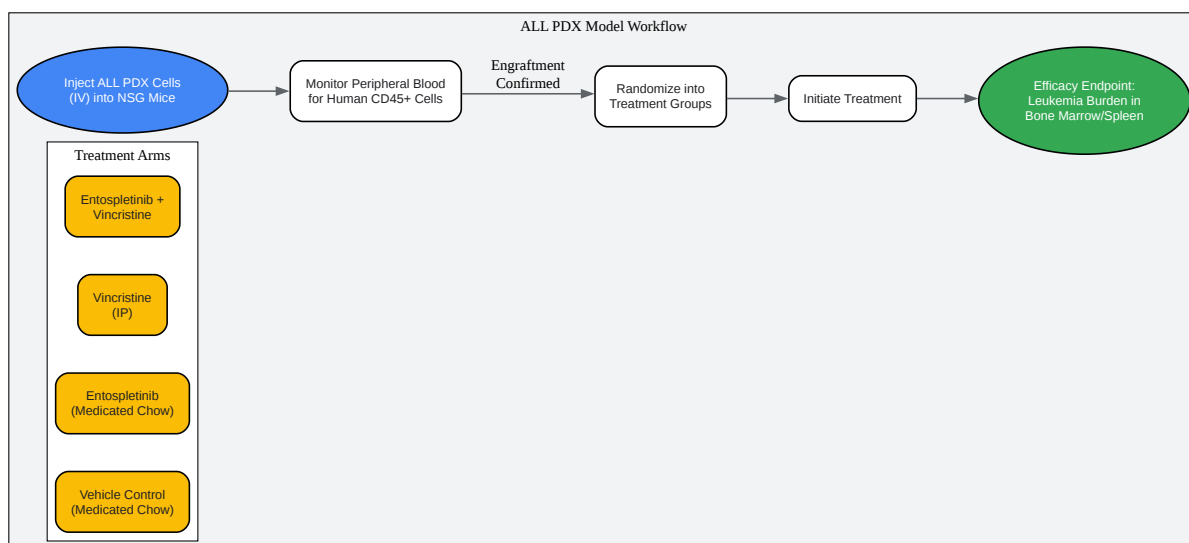 ALL PDX Model Workflow
Inject ALL PDX Cells
(IV) into NSG Mice
Monitor Peripheral Blood
for Human CD45+ Cells
Engraftment
Confirmed
Randomize into
Treatment Groups
Initiate Treatment
Efficacy Endpoint:
Leukemia Burden in
Bone Marrow/Spleen
Treatment Arms
Entospletinib +
Vincristine
Vincristine
(IP)
Entospletinib
(Medicated Chow)
Vehicle Control
(Medicated Chow)